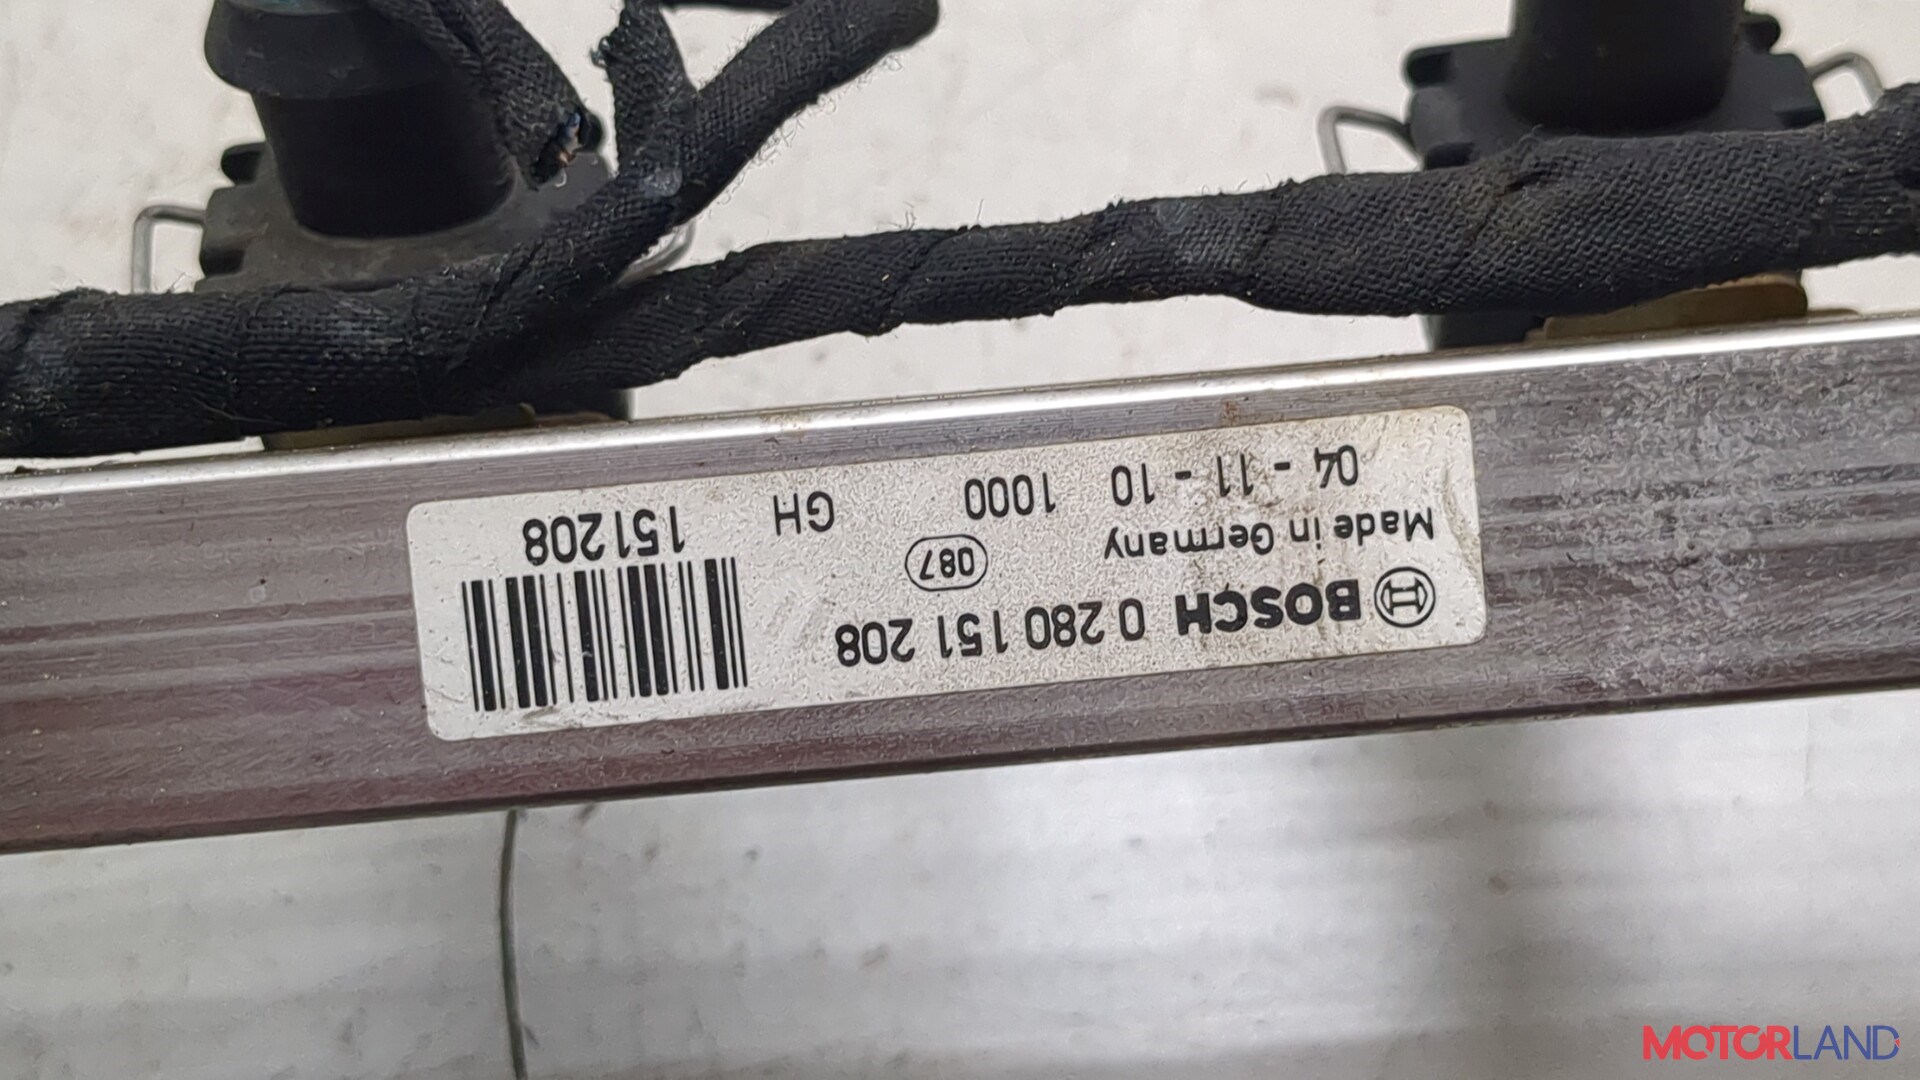 BOSCH 0 280 151 208
Made in Germany 087
04 - 11 - 10 1000 GH 151208
MOTORLAND